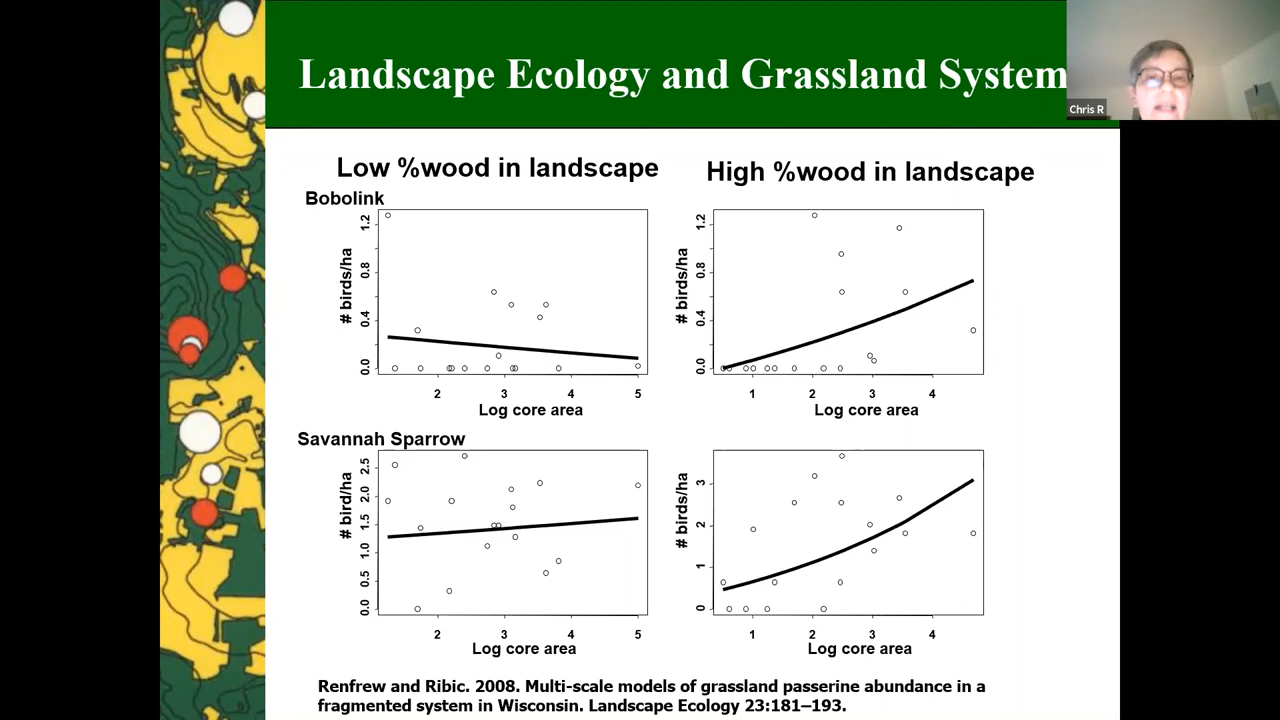 Landscape Ecology and Grassland System
Chris R
Low %wood in landscape
High %wood in landscape
Bobolink
# birds/ha
0.0 0.4 0.8 1.2
2 3 4 5
Log core area
# birds/ha
0.0 0.4 0.8 1.2
1 2 3 4
Log core area
Savannah Sparrow
# bird/ha
0.0 0.5 1.0 1.5 2.0 2.5
2 3 4 5
Log core area
# birds/ha
0 1 2 3
1 2 3 4
Log core area
Renfrew and Ribic. 2008. Multi-scale models of grassland passerine abundance in a
fragmented system in Wisconsin. Landscape Ecology 23:181–193.